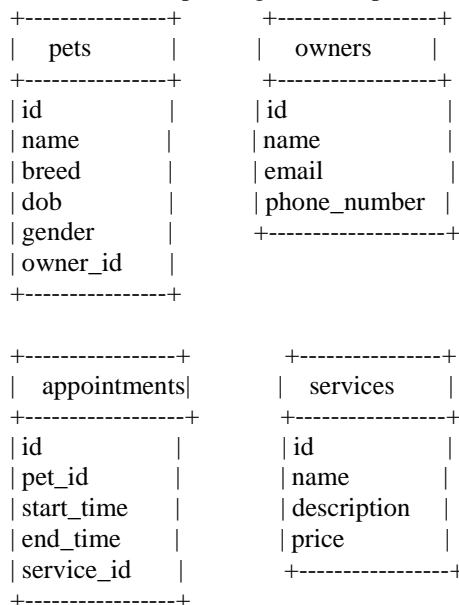 +----------------+ +------------------+
| pets | | owners |
+----------------+ +------------------+
| id | | id |
| name | | name |
| breed | | email |
| dob | | phone_number |
| gender | +--------------------+
| owner_id |
+----------------+
+-----------------+ +----------------+
| appointments| | services |
+------------------+ +------------------+
| id | | id |
| pet_id | | name |
| start_time | | description |
| end_time | | price |
| service_id | +-----------------+
+-----------------+